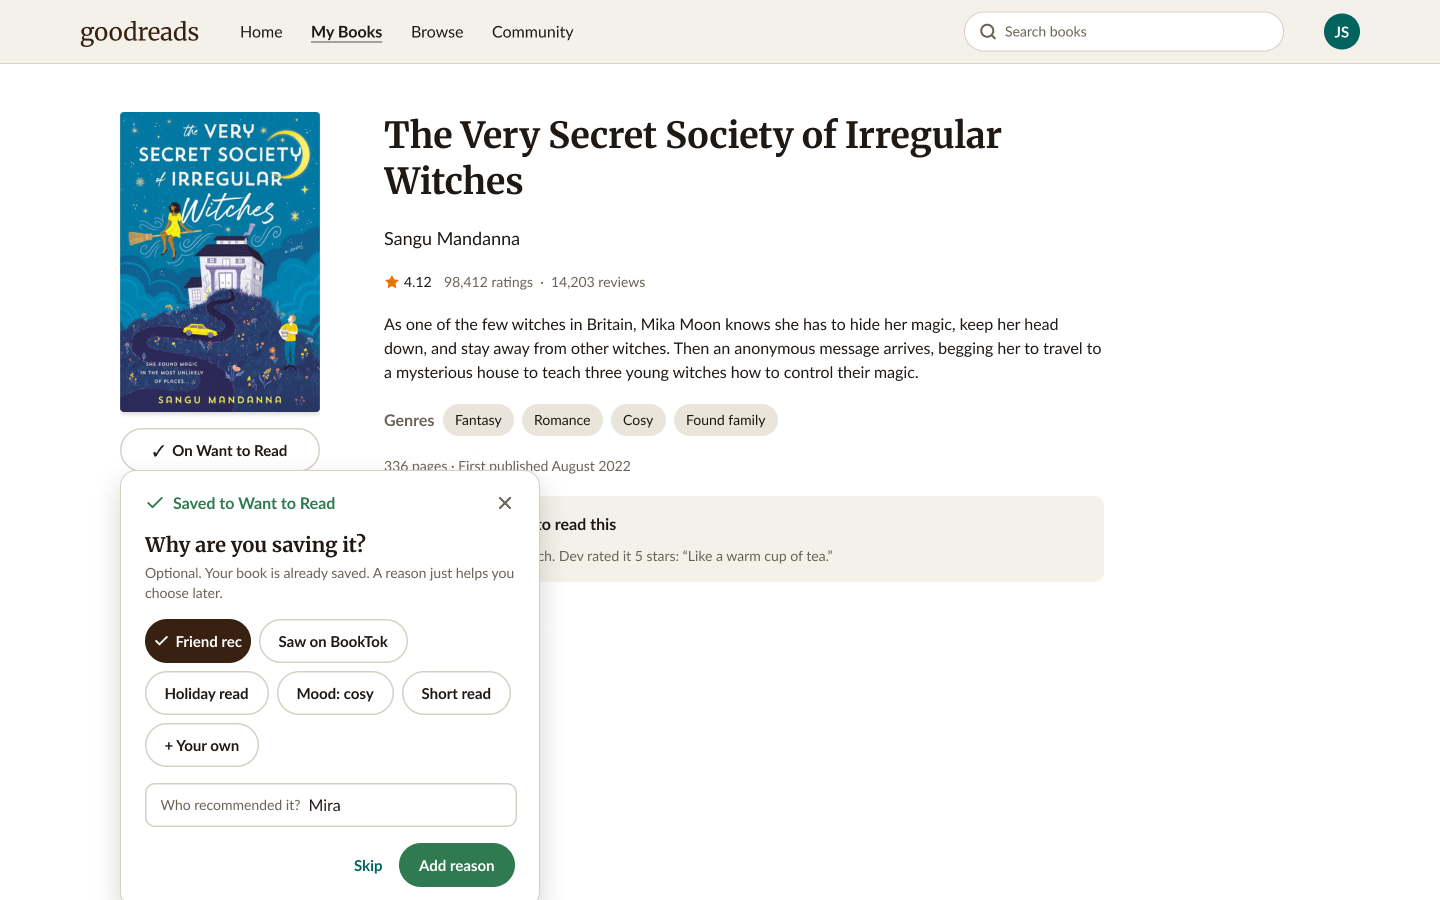 goodreads
Home
My Books
Browse
Community
Search books
JS
the VERY
SECRET SOCIETY
of IRREGULAR
Witches
a novel
SHE FOUND MAGIC
IN THE MOST UNLIKELY
OF PLACES...
SANGU MANDANNA
✓ On Want to Read
The Very Secret Society of Irregular
Witches
Sangu Mandanna
4.12 98,412 ratings · 14,203 reviews
As one of the few witches in Britain, Mika Moon knows she has to hide her magic, keep her head
down, and stay away from other witches. Then an anonymous message arrives, begging her to travel to
a mysterious house to teach three young witches how to control their magic.
Genres Fantasy Romance Cosy Found family
336 pages · First published August 2022
to read this
ch. Dev rated it 5 stars: “Like a warm cup of tea.”
Saved to Want to Read
Why are you saving it?
Optional. Your book is already saved. A reason just helps you
choose later.
Friend rec
Saw on BookTok
Holiday read
Mood: cosy
Short read
+ Your own
Who recommended it? Mira
Skip
Add reason